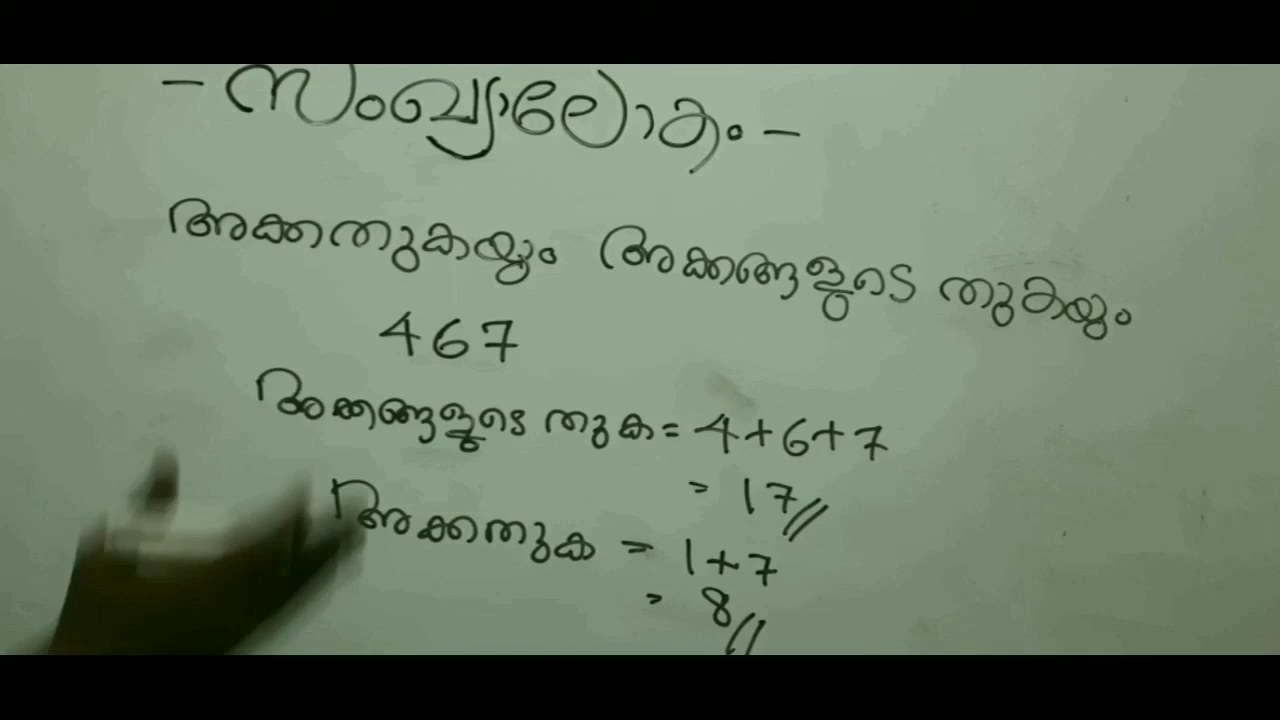 - സംഖ്യാലോകം -
അക്കതുകയും അക്കങ്ങളുടെ തുകയും
467
അക്കങ്ങളുടെ തുക = 4+6+7
= 17//
അക്കതുക = 1+7
= 8//